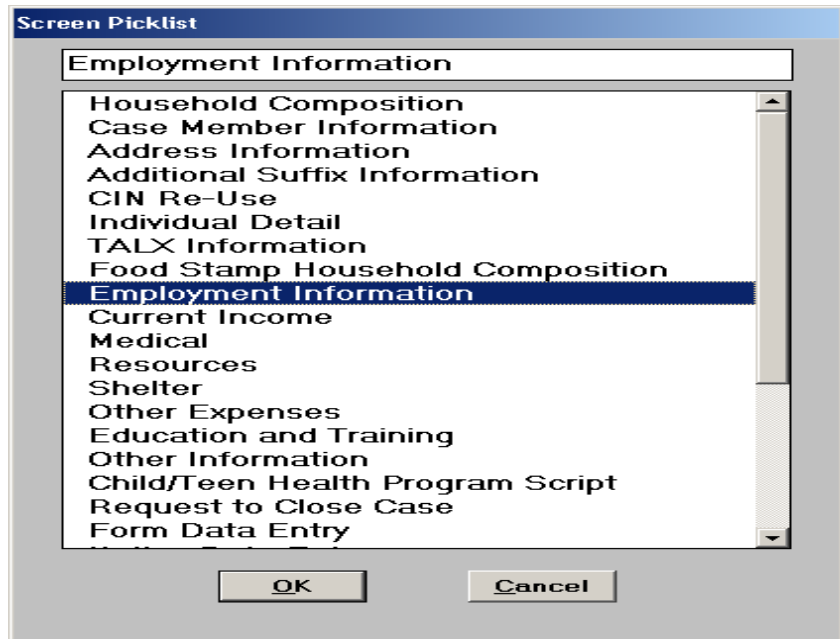 Screen Picklist
Employment Information
Household Composition
Case Member Information
Address Information
Additional Suffix Information
CIN Re-Use
Individual Detail
TALX Information
Food Stamp Household Composition
Employment Information
Current Income
Medical
Resources
Shelter
Other Expenses
Education and Training
Other Information
Child/Teen Health Program Script
Request to Close Case
Form Data Entry
OK Cancel